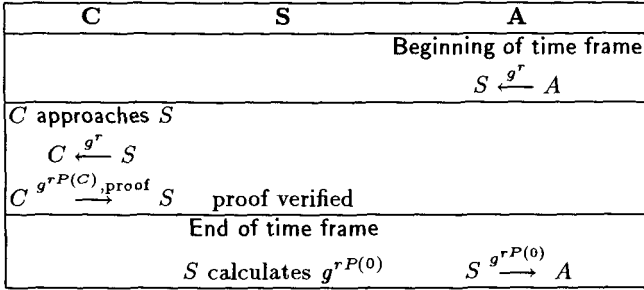 C S A
Beginning of time frame
S ←g^r— A
C approaches S
C ←g^r— S
C —g^{rP(C)},proof→ S proof verified
End of time frame
S calculates g^{rP(0)} S —g^{rP(0)}→ A